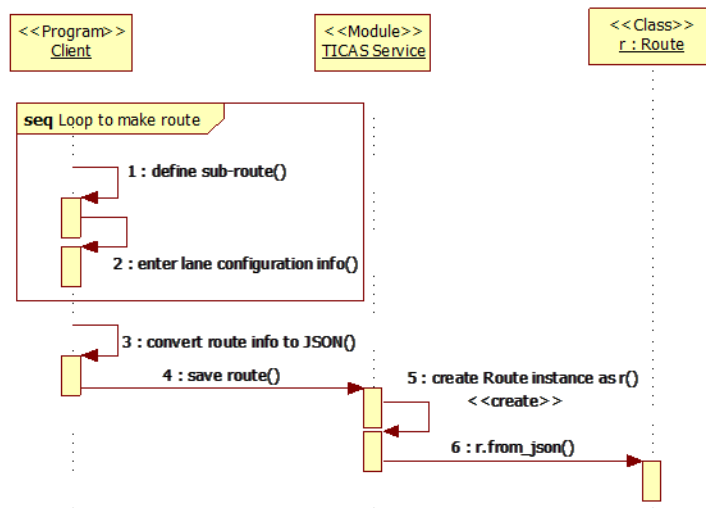 <<Program>>
Client
<<Module>>
TICAS Service
<<Class>>
r : Route
seq Loop to make route
1 : define sub-route()
2 : enter lane configuration info()
3 : convert route info to JSON()
4 : save route()
5 : create Route instance as r()
<<create>>
6 : r.from_json()